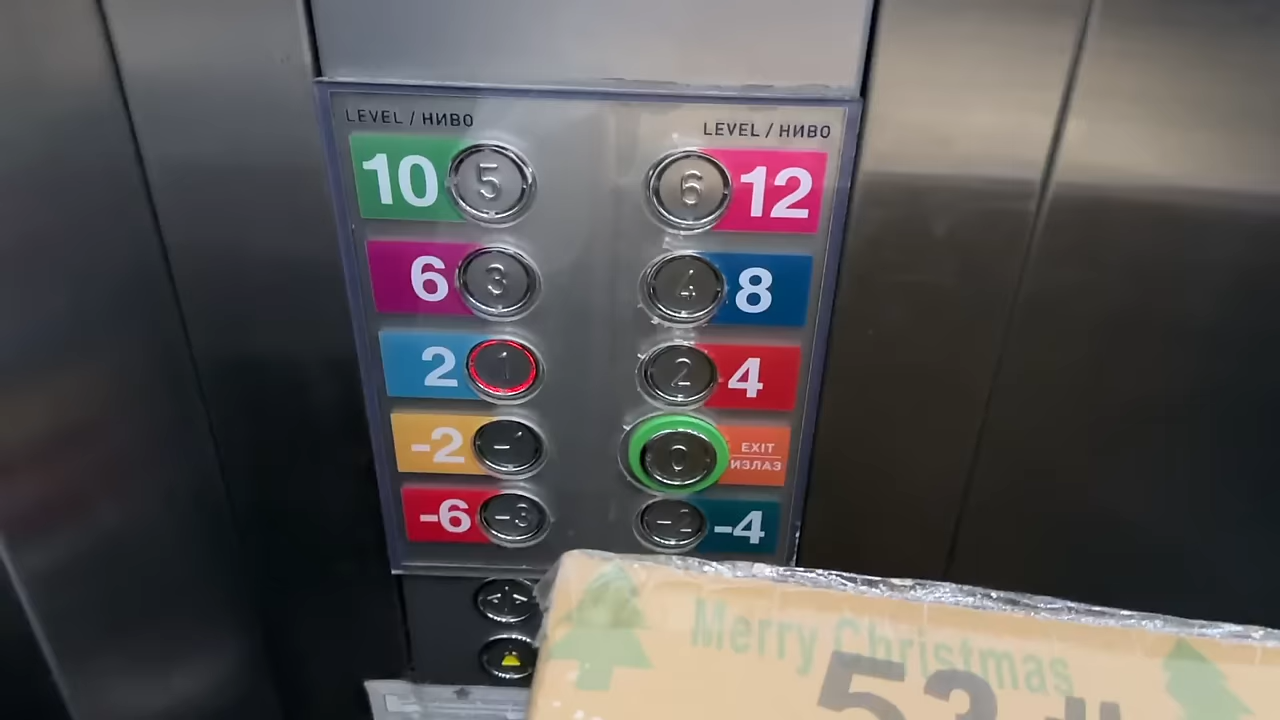 LEVEL / НИВО
LEVEL / НИВО
10 5
6 12
6 3
4 8
2 1
2 4
-2 -1
0 EXIT
ИЗЛАЗ
-6 -3
-2 -4
Merry Christmas
53